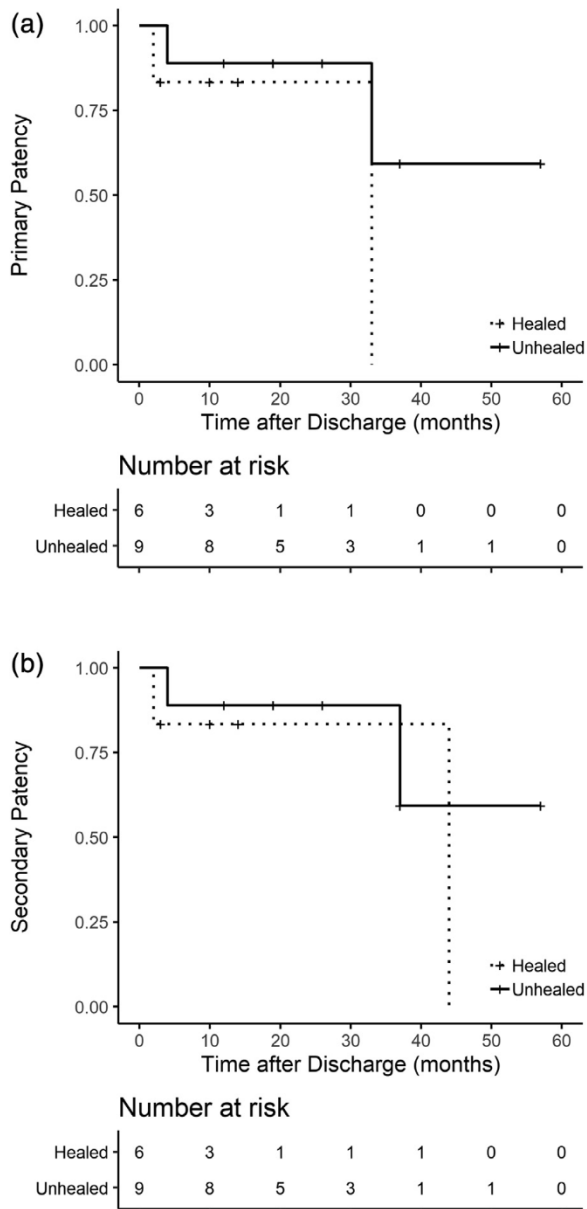 (a)
1.00
0.75
0.50
0.25
0.00
Primary Patency
Healed
Unhealed
0 10 20 30 40 50 60
Time after Discharge (months)
Number at risk
Healed 6 3 1 1 0 0 0
Unhealed 9 8 5 3 1 1 0
(b)
1.00
0.75
0.50
0.25
0.00
Secondary Patency
Healed
Unhealed
0 10 20 30 40 50 60
Time after Discharge (months)
Number at risk
Healed 6 3 1 1 1 0 0
Unhealed 9 8 5 3 1 1 0